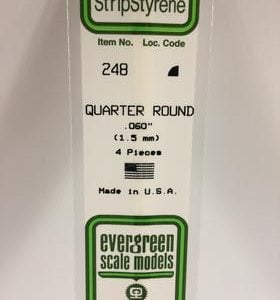 StripStyrene
Item No. Loc. Code
248
QUARTER ROUND
.060"
(1.5 mm)
4 Pieces
Made in U.S.A.
evergreen
scale models